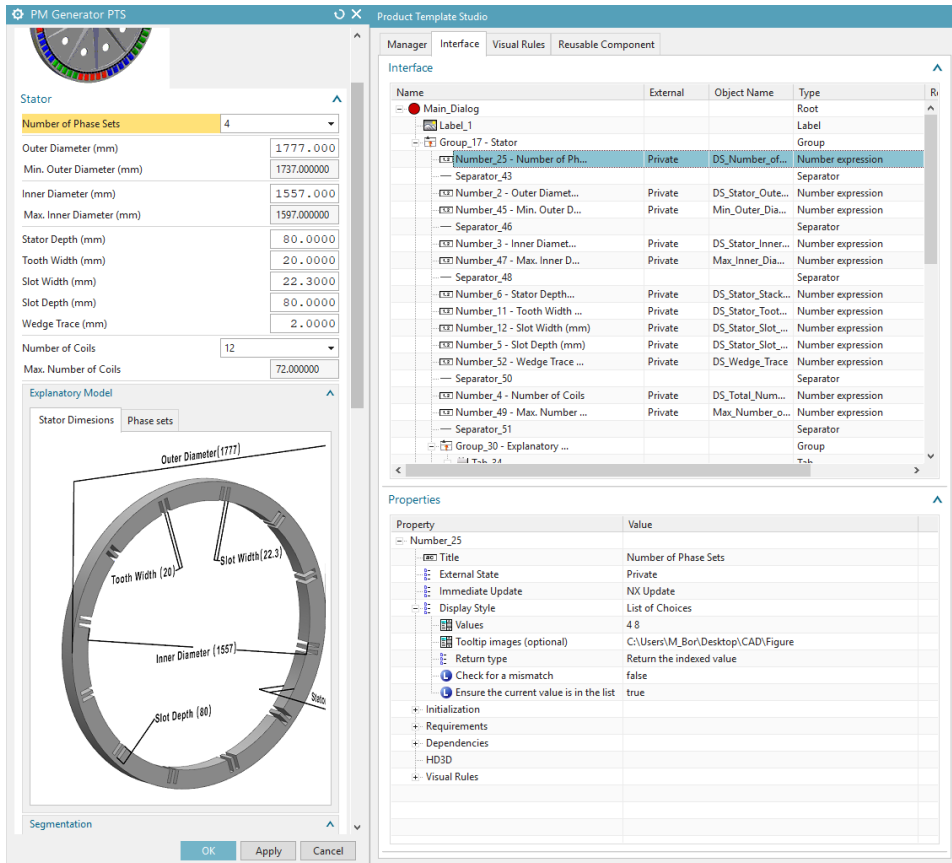 PM Generator PTS
Stator
Number of Phase Sets 4
Outer Diameter (mm) 1777.000
Min. Outer Diameter (mm) 1737.000000
Inner Diameter (mm) 1557.000
Max. Inner Diameter (mm) 1597.000000
Stator Depth (mm) 80.0000
Tooth Width (mm) 20.0000
Slot Width (mm) 22.3000
Slot Depth (mm) 80.0000
Wedge Trace (mm) 2.0000
Number of Coils 12
Max. Number of Coils 72.000000
Explanatory Model
Stator Dimesions Phase sets
Outer Diameter(1777)
Tooth Width (20)
Slot Width(22.3)
Inner Diameter (1557)
Stato
Slot Depth (80)
Segmentation
OK Apply Cancel
Product Template Studio
Manager Interface Visual Rules Reusable Component
Interface
Name External Object Name Type Re
Main_Dialog Root
Label_1 Label
Group_17 - Stator Group
Number_25 - Number of Ph... Private DS_Number_of... Number expression
Separator_43 Separator
Number_2 - Outer Diamet... Private DS_Stator_Oute... Number expression
Number_45 - Min. Outer D... Private Min_Outer_Dia... Number expression
Separator_46 Separator
Number_3 - Inner Diamet... Private DS_Stator_Inner... Number expression
Number_47 - Max. Inner D... Private Max_Inner_Dia... Number expression
Separator_48 Separator
Number_6 - Stator Depth... Private DS_Stator_Stack... Number expression
Number_11 - Tooth Width ... Private DS_Stator_Toot... Number expression
Number_12 - Slot Width (mm) Private DS_Stator_Slot_... Number expression
Number_5 - Slot Depth (mm) Private DS_Stator_Slot_... Number expression
Number_52 - Wedge Trace ... Private DS_Wedge_Trace Number expression
Separator_50 Separator
Number_4 - Number of Coils Private DS_Total_Num... Number expression
Number_49 - Max. Number ... Private Max_Number_o... Number expression
Separator_51 Separator
Group_30 - Explanatory ... Group
Tab_34 Tab
Properties
Property Value
Number_25
Title Number of Phase Sets
External State Private
Immediate Update NX Update
Display Style List of Choices
Values 4 8
Tooltip images (optional) C:\Users\M_Bor\Desktop\CAD\Figure
Return type Return the indexed value
Check for a mismatch false
Ensure the current value is in the list true
Initialization
Requirements
Dependencies
HD3D
Visual Rules